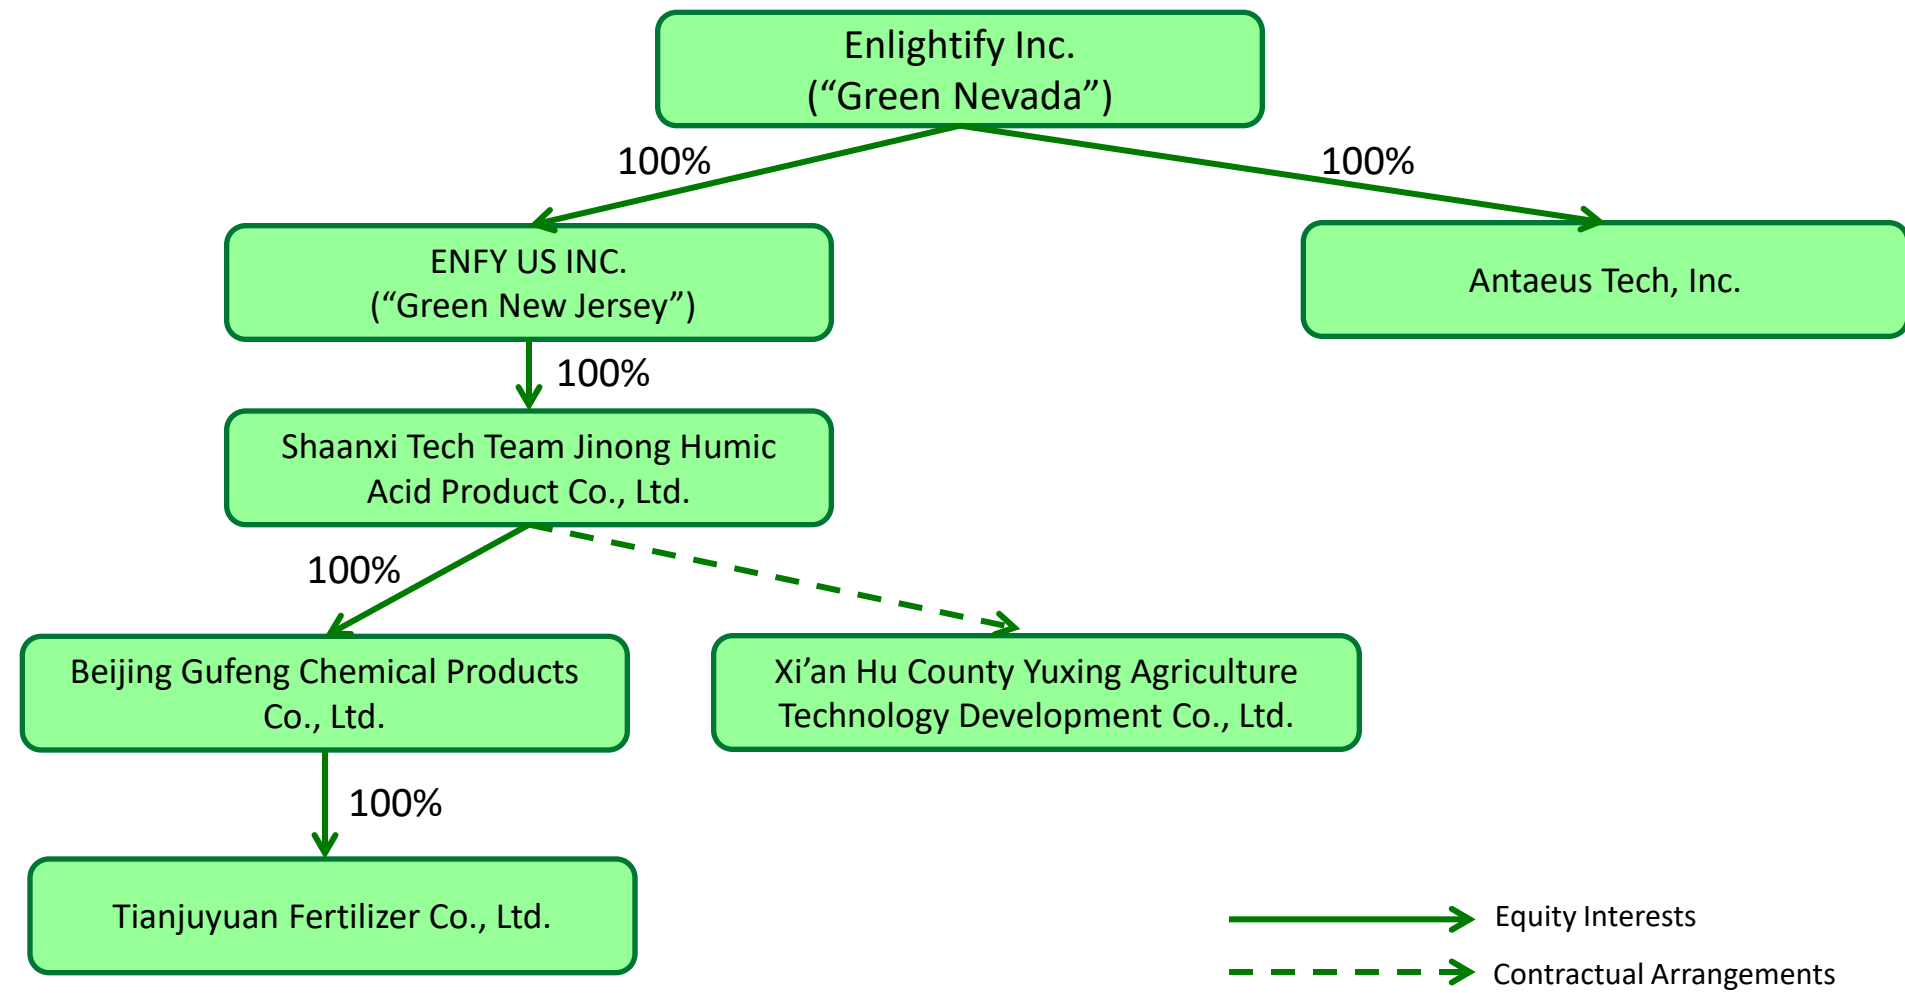 Enlightify Inc.
(“Green Nevada”)
100%
100%
ENFY US INC.
(“Green New Jersey”)
Antaeus Tech, Inc.
100%
Shaanxi Tech Team Jinong Humic
Acid Product Co., Ltd.
100%
Beijing Gufeng Chemical Products
Co., Ltd.
Xi’an Hu County Yuxing Agriculture
Technology Development Co., Ltd.
100%
Tianjuyuan Fertilizer Co., Ltd.
Equity Interests
Contractual Arrangements